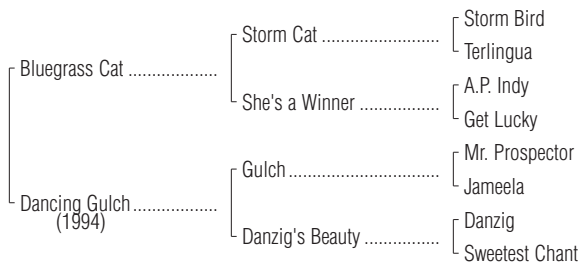 Storm Bird
Storm Cat ...............................
Terlingua
Bluegrass Cat ...................
A.P. Indy
She's a Winner .....................
Get Lucky
Mr. Prospector
Gulch.......................................
Jameela
Dancing Gulch......................
(1994)
Danzig
Danzig's Beauty ....................
Sweetest Chant